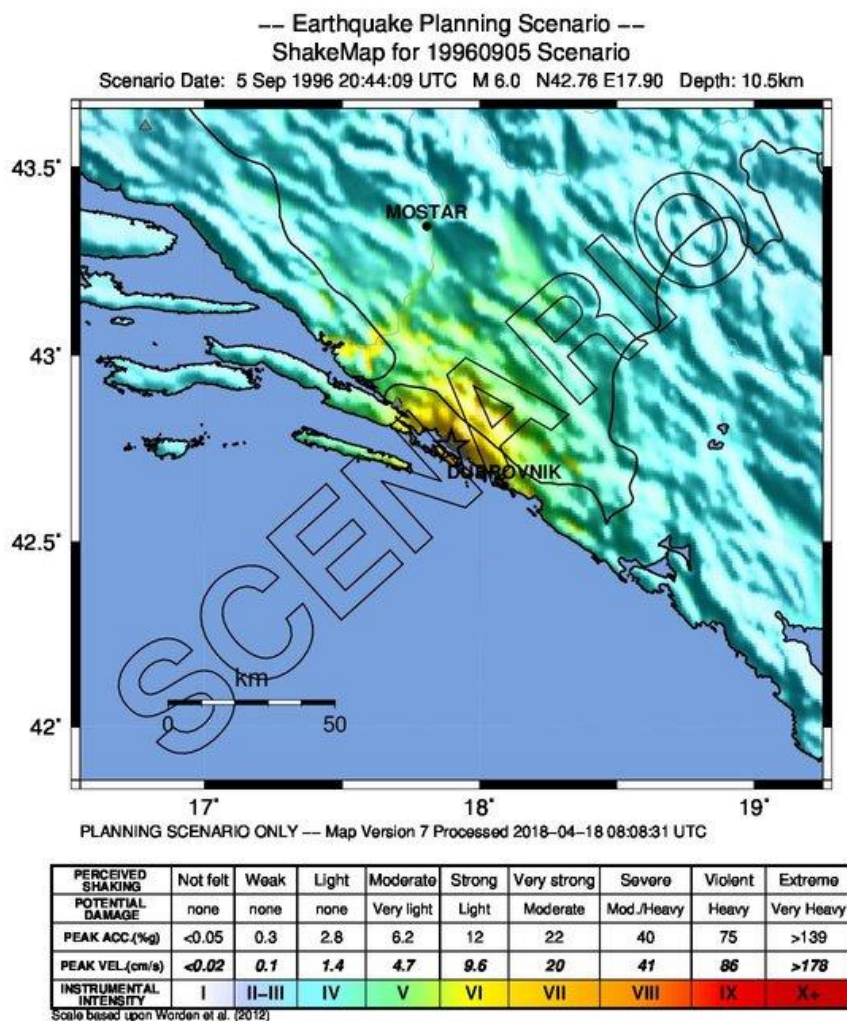 -- Earthquake Planning Scenario --
ShakeMap for 19960905 Scenario
Scenario Date: 5 Sep 1996 20:44:09 UTC M 6.0 N42.76 E17.90 Depth: 10.5km
43.5°
MOSTAR
43°
DUBROVNIK
42.5°
SCENARIO
km
0 50
42°
17° 18° 19°
PLANNING SCENARIO ONLY -- Map Version 7 Processed 2018-04-18 08:08:31 UTC
PERCEIVED SHAKING Not felt Weak Light Moderate Strong Very strong Severe Violent Extreme
POTENTIAL DAMAGE none none none Very light Light Moderate Mod./Heavy Heavy Very Heavy
PEAK ACC.(%g) <0.05 0.3 2.8 6.2 12 22 40 75 >139
PEAK VEL.(cm/s) <0.02 0.1 1.4 4.7 9.6 20 41 86 >178
INSTRUMENTAL INTENSITY I II-III IV V VI VII VIII IX X+
Scale based upon Worden et al. (2012)